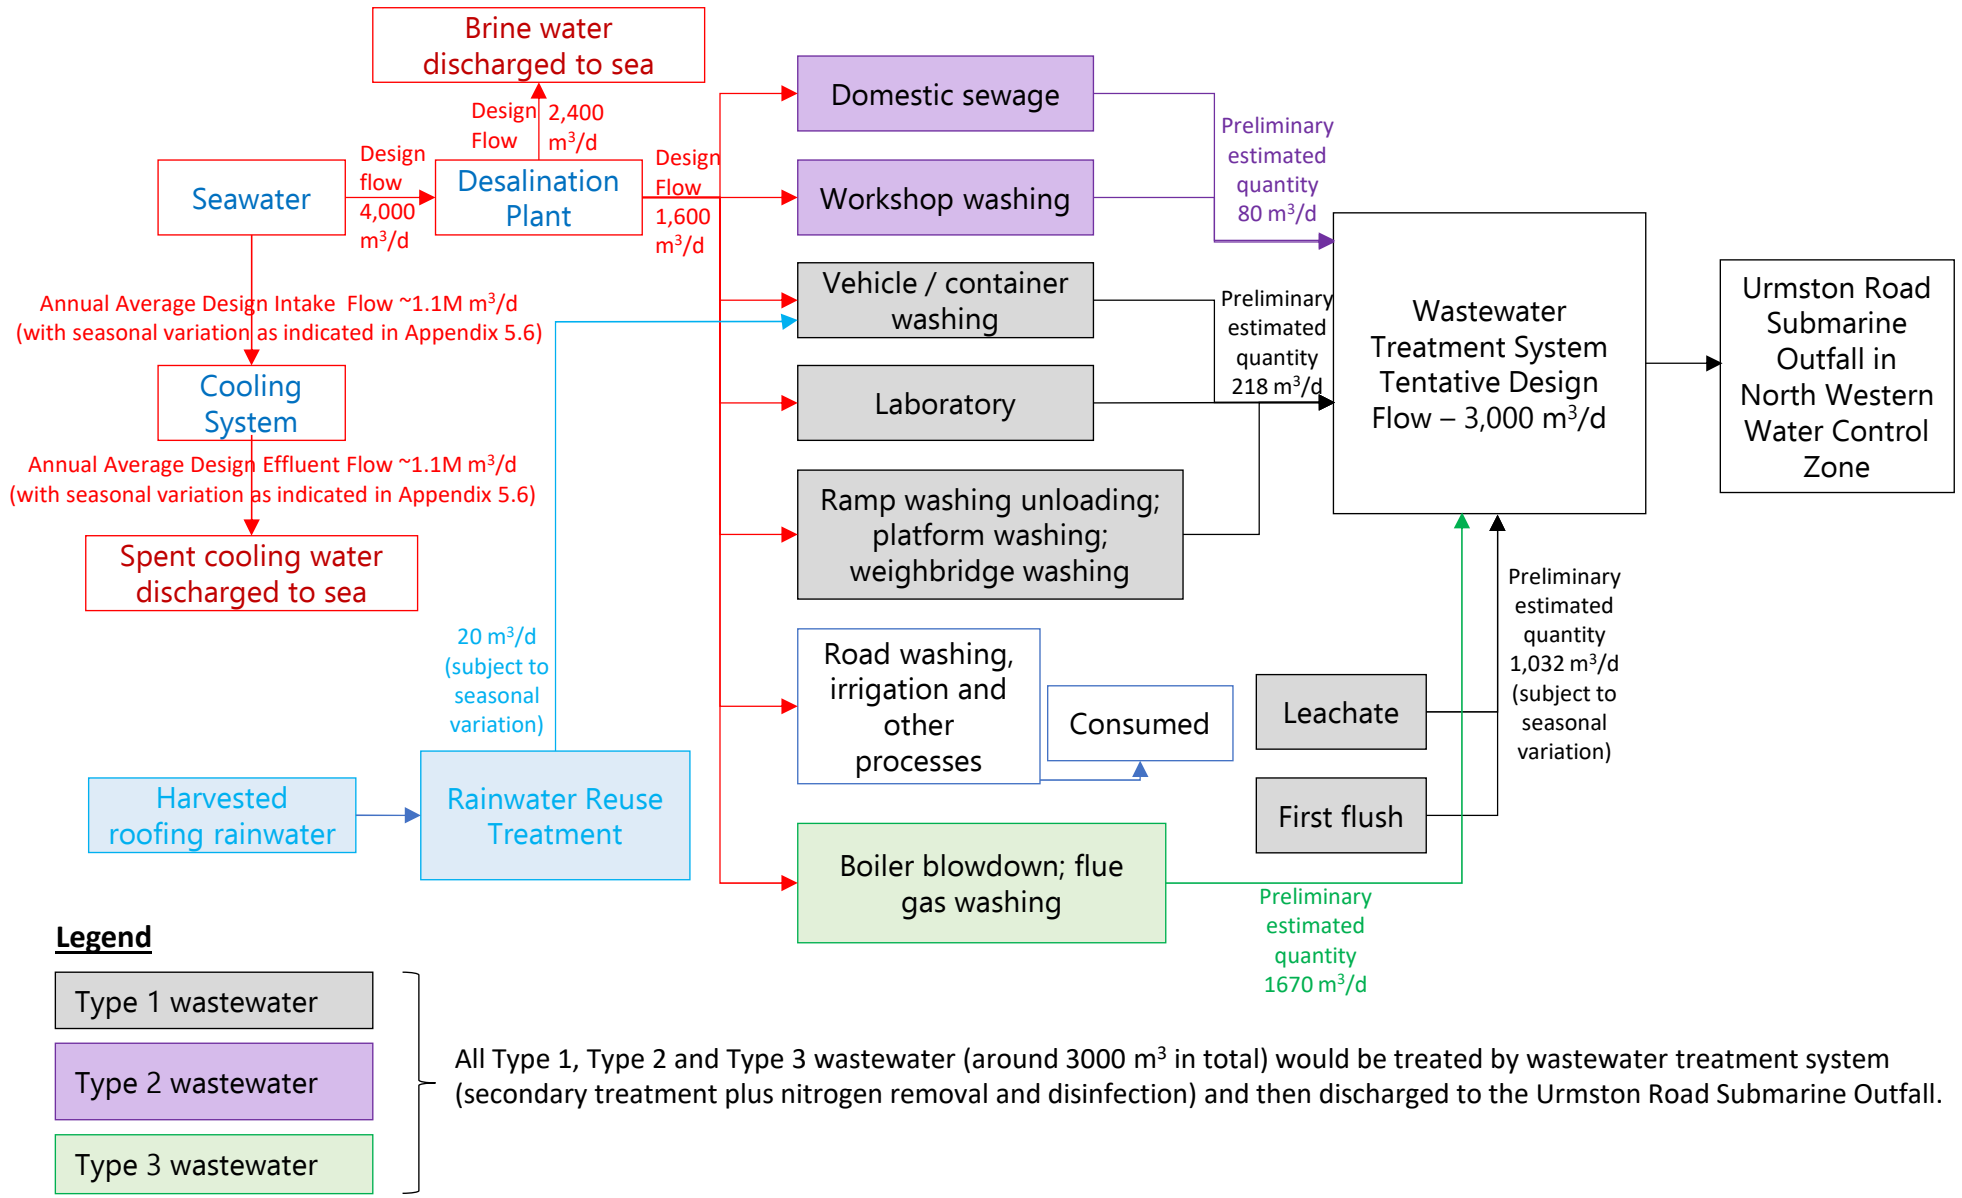 Brine water
discharged to sea
Design
Flow
2,400
m³/d
Seawater
Design
flow
4,000
m³/d
Desalination
Plant
Design
Flow
1,600
m³/d
Annual Average Design Intake  Flow ~1.1M m³/d
(with seasonal variation as indicated in Appendix 5.6)
Cooling
System
Annual Average Design Effluent Flow ~1.1M m³/d
(with seasonal variation as indicated in Appendix 5.6)
Spent cooling water
discharged to sea
20 m³/d
(subject to
seasonal
variation)
Harvested
roofing rainwater
Rainwater Reuse
Treatment
Domestic sewage
Workshop washing
Vehicle / container
washing
Laboratory
Ramp washing unloading;
platform washing;
weighbridge washing
Road washing,
irrigation and
other
processes
Consumed
Boiler blowdown; flue
gas washing
Preliminary
estimated
quantity
80 m³/d
Preliminary
estimated
quantity
218 m³/d
Wastewater
Treatment System
Tentative Design
Flow – 3,000 m³/d
Urmston Road
Submarine
Outfall in
North Western
Water Control
Zone
Leachate
First flush
Preliminary
estimated
quantity
1,032 m³/d
(subject to
seasonal
variation)
Preliminary
estimated
quantity
1670 m³/d
Legend
Type 1 wastewater
Type 2 wastewater
Type 3 wastewater
All Type 1, Type 2 and Type 3 wastewater (around 3000 m³ in total) would be treated by wastewater treatment system
(secondary treatment plus nitrogen removal and disinfection) and then discharged to the Urmston Road Submarine Outfall.